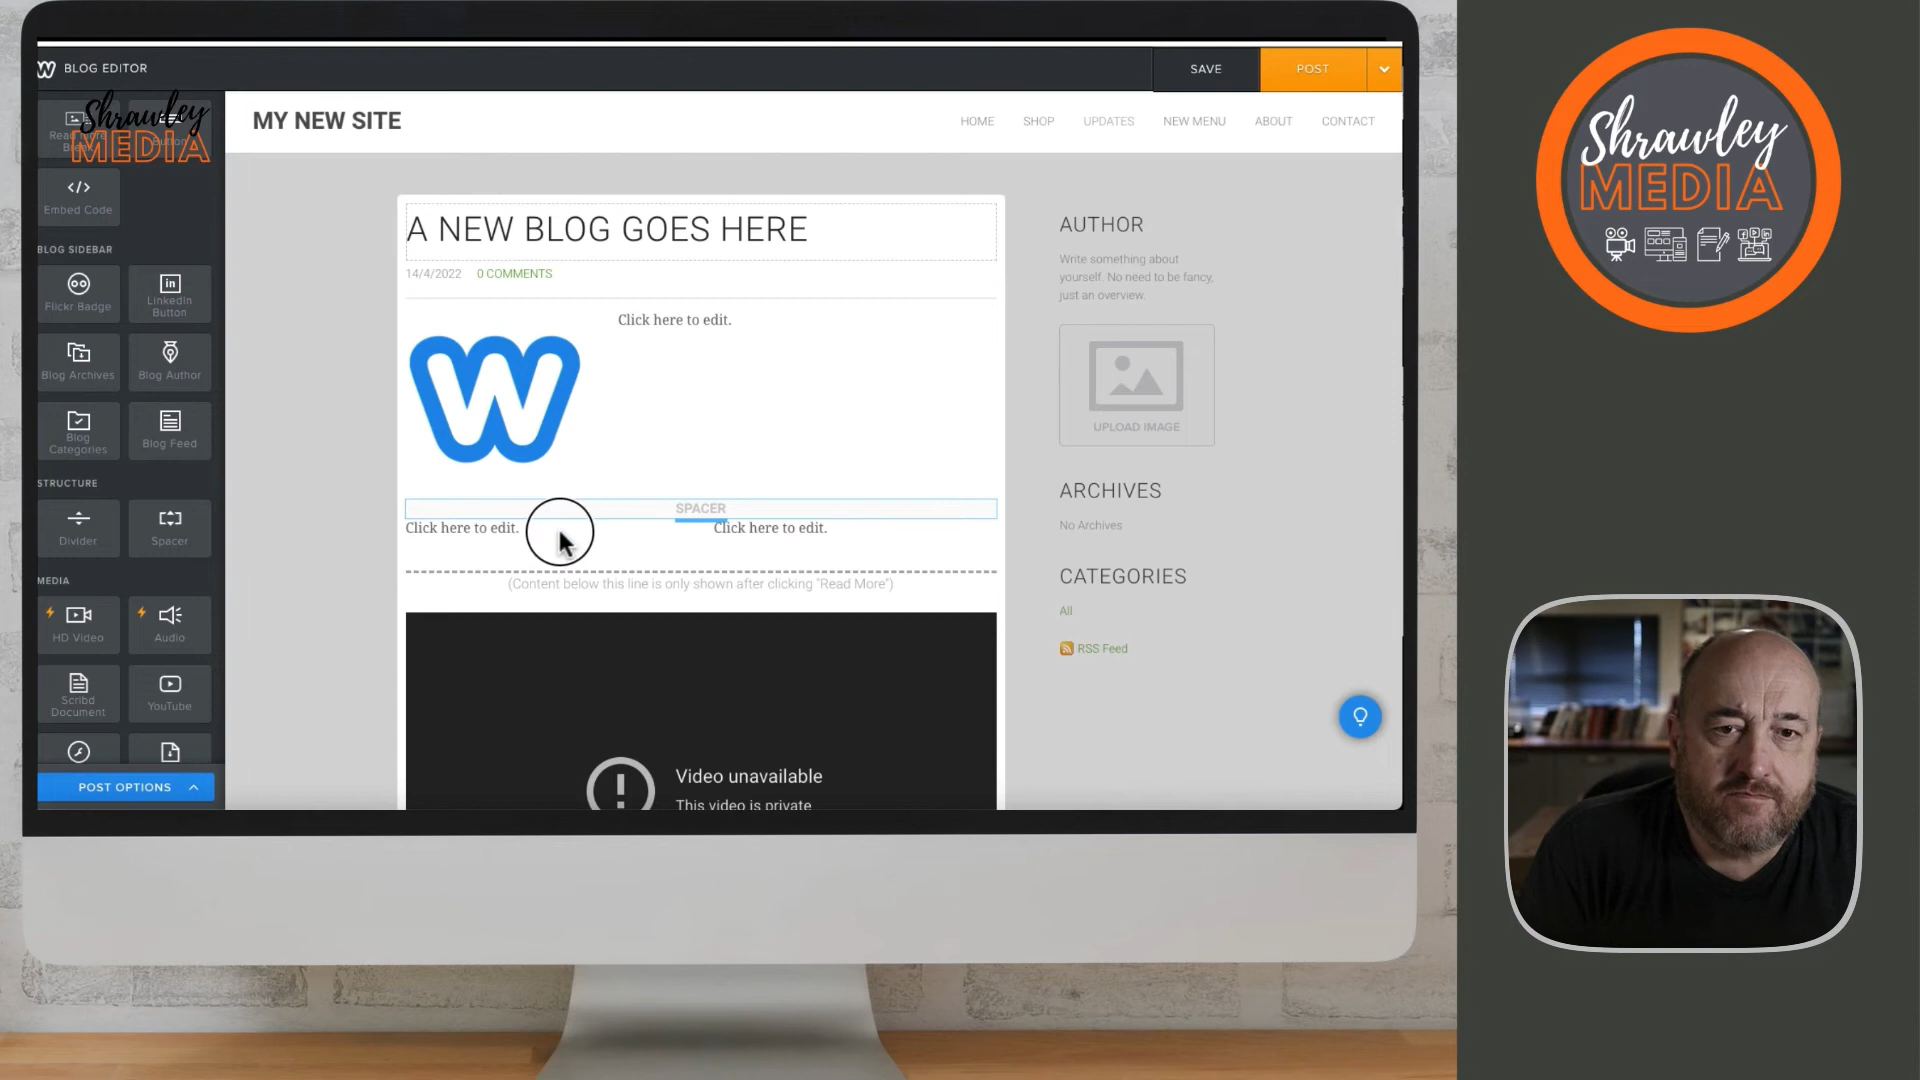 BLOG EDITOR
SAVE
POST
Shrawley
MEDIA
Read More
Break
Button
Embed Code
BLOG SIDEBAR
Flickr Badge
LinkedIn
Button
Blog Archives
Blog Author
Blog
Categories
Blog Feed
STRUCTURE
Divider
Spacer
MEDIA
HD Video
Audio
Scribd
Document
YouTube
POST OPTIONS
MY NEW SITE
HOME
SHOP
UPDATES
NEW MENU
ABOUT
CONTACT
A NEW BLOG GOES HERE
14/4/2022 0 COMMENTS
Click here to edit.
SPACER
Click here to edit.
Click here to edit.
(Content below this line is only shown after clicking "Read More")
Video unavailable
This video is private
AUTHOR
Write something about
yourself. No need to be fancy,
just an overview.
UPLOAD IMAGE
ARCHIVES
No Archives
CATEGORIES
All
RSS Feed
Shrawley
MEDIA